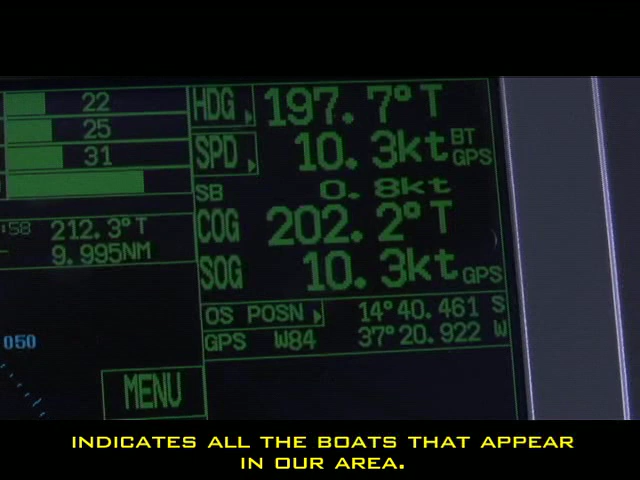 22
25
31
HDG 197.7°T
SPD 10.3kt BT GPS
SB 0.8kt
:58 212.3°T
9.995NM
COG 202.2°T
SOG 10.3kt GPS
OS POSN 14°40.461 S
GPS W84 37°20.922 W
050
MENU
INDICATES ALL THE BOATS THAT APPEAR
IN OUR AREA.